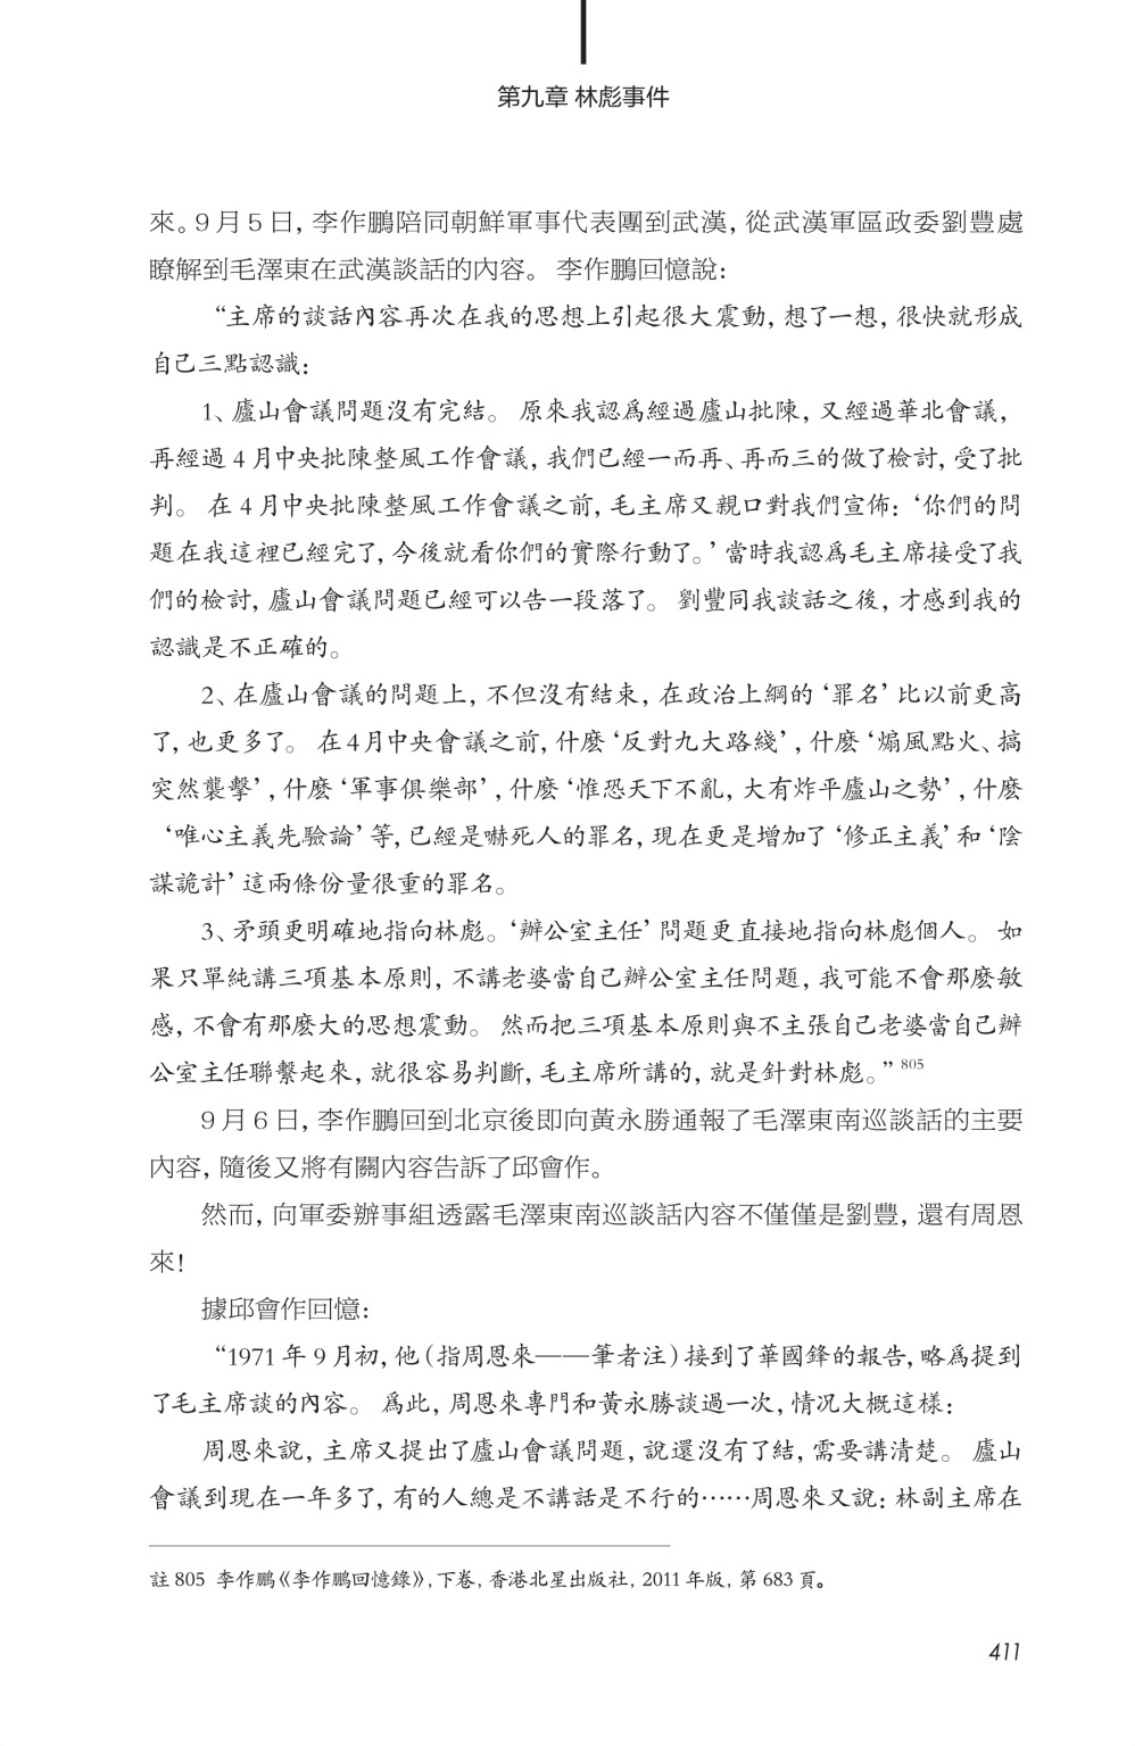 第九章 林彪事件
來。9月5日，李作鵬陪同朝鮮軍事代表團到武漢，從武漢軍區政委劉豐處
瞭解到毛澤東在武漢談話的內容。 李作鵬回憶說：
“主席的談話內容再次在我的思想上引起很大震動，想了一想，很快就形成
自己三點認識：
1、廬山會議問題沒有完結。 原來我認爲經過廬山批陳，又經過華北會議，
再經過4月中央批陳整風工作會議，我們已經一而再、再而三的做了檢討，受了批
判。 在4月中央批陳整風工作會議之前，毛主席又親口對我們宣佈：‘你們的問
題在我這裡已經完了，今後就看你們的實際行動了。’當時我認爲毛主席接受了我
們的檢討，廬山會議問題已經可以告一段落了。 劉豐同我談話之後，才感到我的
認識是不正確的。
2、在廬山會議的問題上，不但沒有結束，在政治上綱的‘罪名’比以前更高
了，也更多了。 在4月中央會議之前，什麼‘反對九大路綫’，什麼‘煽風點火、搞
突然襲擊’，什麼‘軍事俱樂部’，什麼‘惟恐天下不亂，大有炸平廬山之勢’，什麼
‘唯心主義先驗論’等，已經是嚇死人的罪名，現在更是增加了‘修正主義’和‘陰
謀詭計’這兩條份量很重的罪名。
3、矛頭更明確地指向林彪。‘辦公室主任’問題更直接地指向林彪個人。 如
果只單純講三項基本原則，不講老婆當自己辦公室主任問題，我可能不會那麼敏
感，不會有那麼大的思想震動。 然而把三項基本原則與不主張自己老婆當自己辦
公室主任聯繫起來，就很容易判斷，毛主席所講的，就是針對林彪。”805
9月6日，李作鵬回到北京後即向黃永勝通報了毛澤東南巡談話的主要
內容，隨後又將有關內容告訴了邱會作。
然而，向軍委辦事組透露毛澤東南巡談話內容不僅僅是劉豐，還有周恩
來！
據邱會作回憶：
“1971年9月初，他（指周恩來——筆者注）接到了華國鋒的報告，略爲提到
了毛主席談的內容。 爲此，周恩來專門和黃永勝談過一次，情况大概這樣：
周恩來說，主席又提出了廬山會議問題，說還沒有了結，需要講清楚。 廬山
會議到現在一年多了，有的人總是不講話是不行的……周恩來又說：林副主席在
註805 李作鵬《李作鵬回憶錄》，下卷，香港北星出版社，2011年版，第683頁。
411